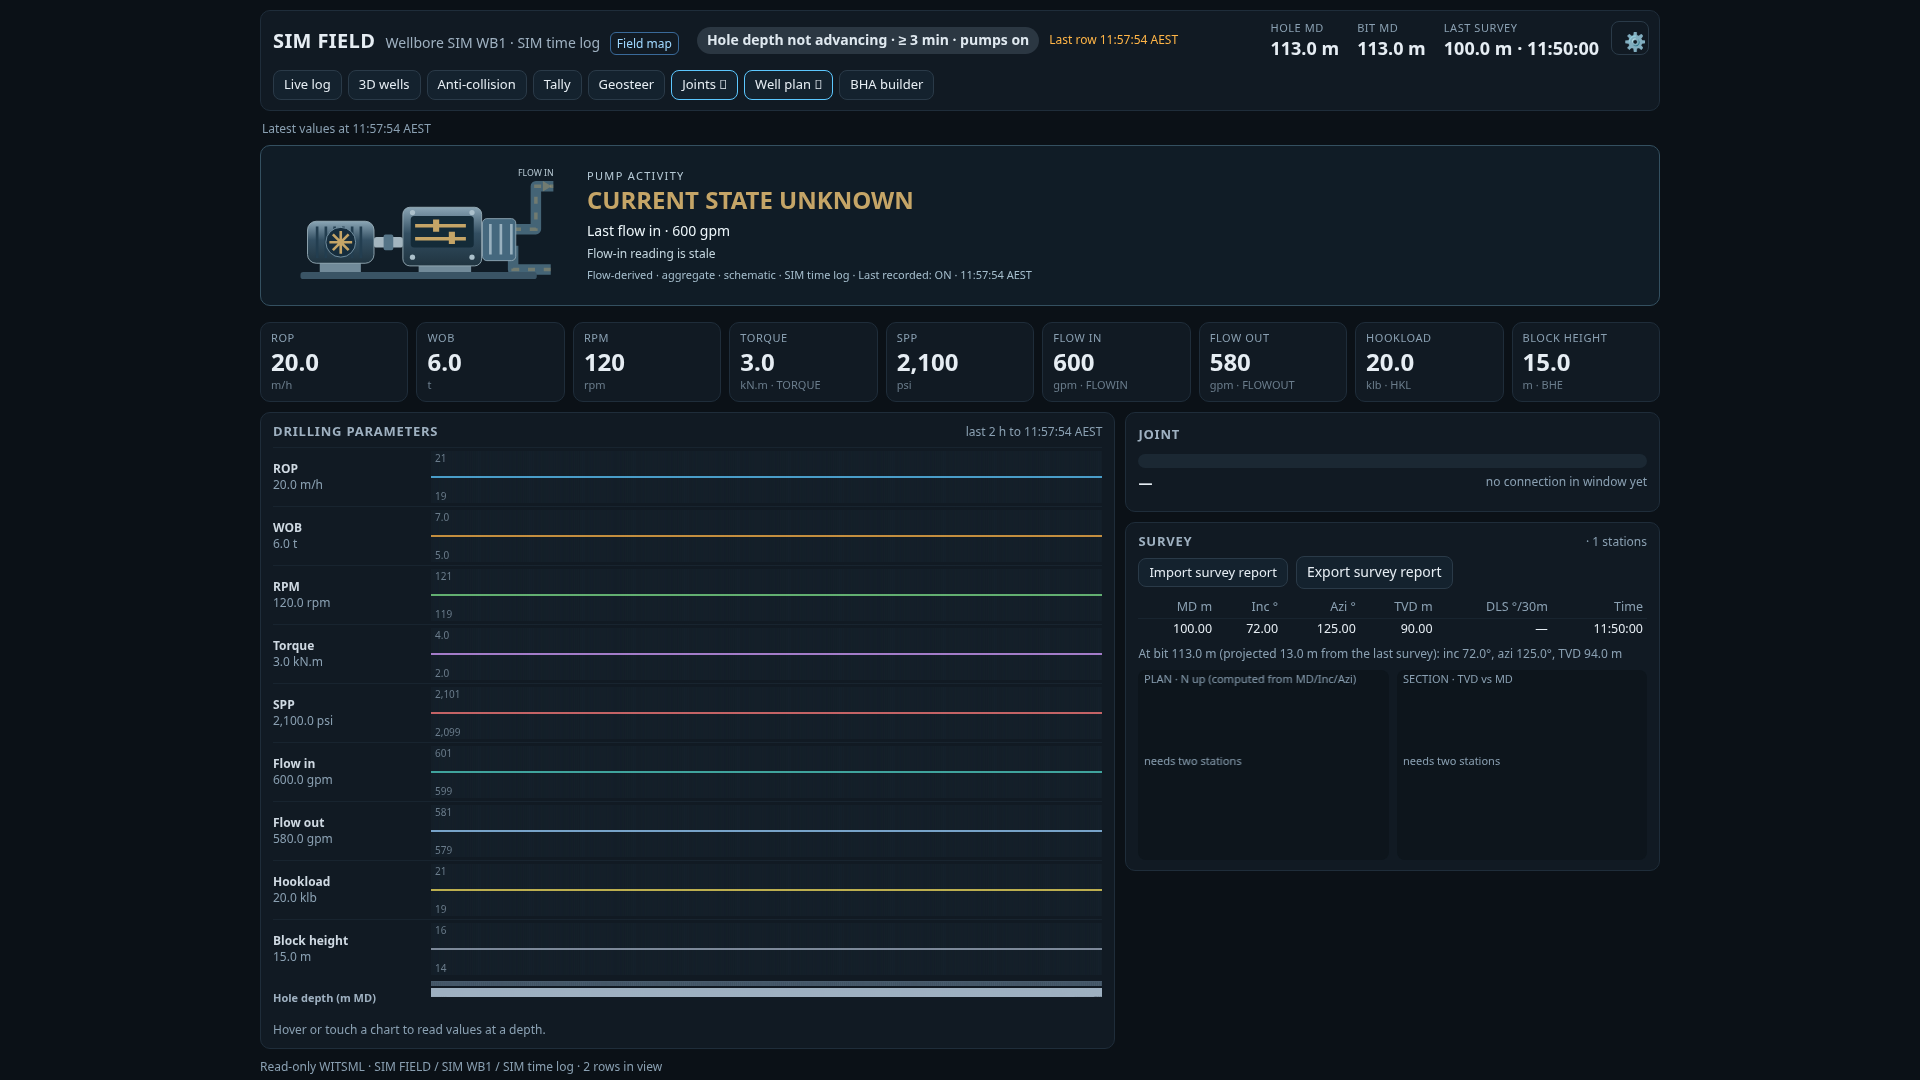 SIM FIELD Wellbore SIM WB1 · SIM time log Field map Hole depth not advancing · ≥ 3 min · pumps on Last row 11:57:54 AEST
HOLE MD BIT MD LAST SURVEY
113.0 m 113.0 m 100.0 m · 11:50:00
Live log 3D wells Anti-collision Tally Geosteer Joints Well plan BHA builder
Latest values at 11:57:54 AEST
FLOW IN
PUMP ACTIVITY
CURRENT STATE UNKNOWN
Last flow in · 600 gpm
Flow-in reading is stale
Flow-derived · aggregate · schematic · SIM time log · Last recorded: ON · 11:57:54 AEST
ROP WOB RPM TORQUE SPP FLOW IN FLOW OUT HOOKLOAD BLOCK HEIGHT
20.0 6.0 120 3.0 2,100 600 580 20.0 15.0
m/h t rpm kN.m · TORQUE psi gpm · FLOWIN gpm · FLOWOUT klb · HKL m · BHE
DRILLING PARAMETERS last 2 h to 11:57:54 AEST
ROP
20.0 m/h
21
19
WOB
6.0 t
7.0
5.0
RPM
120.0 rpm
121
119
Torque
3.0 kN.m
4.0
2.0
SPP
2,100.0 psi
2,101
2,099
Flow in
600.0 gpm
601
599
Flow out
580.0 gpm
581
579
Hookload
20.0 klb
21
19
Block height
15.0 m
16
14
Hole depth (m MD)
Hover or touch a chart to read values at a depth.
JOINT
— no connection in window yet
SURVEY · 1 stations
Import survey report Export survey report
MD m Inc ° Azi ° TVD m DLS °/30m Time
100.00 72.00 125.00 90.00 — 11:50:00
At bit 113.0 m (projected 13.0 m from the last survey): inc 72.0°, azi 125.0°, TVD 94.0 m
PLAN · N up (computed from MD/Inc/Azi) SECTION · TVD vs MD
needs two stations needs two stations
Read-only WITSML · SIM FIELD / SIM WB1 / SIM time log · 2 rows in view